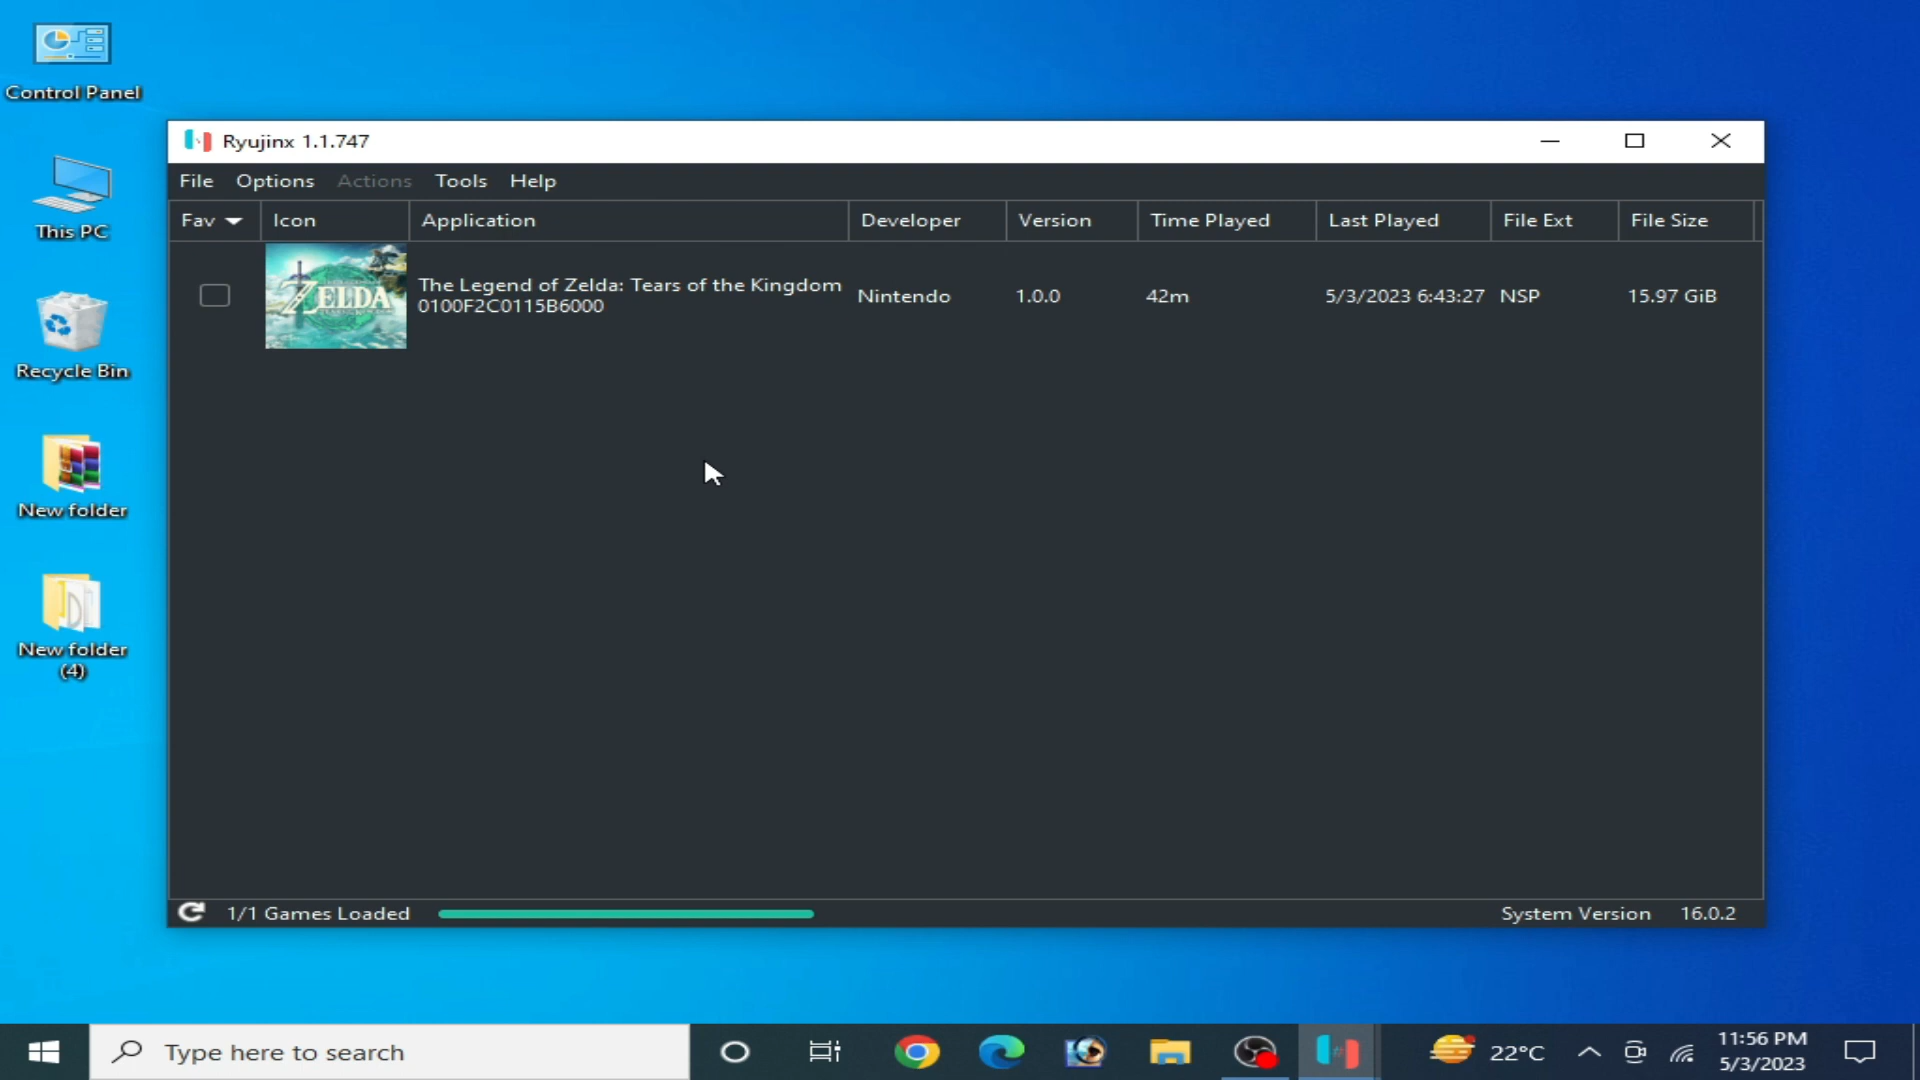 Control Panel
This PC
Recycle Bin
New folder
New folder
(4)
Ryujinx 1.1.747
File Options Actions Tools Help
Fav Icon Application Developer Version Time Played Last Played File Ext File Size
ZELDA
The Legend of Zelda: Tears of the Kingdom
0100F2C0115B6000
Nintendo 1.0.0 42m 5/3/2023 6:43:27 NSP 15.97 GiB
1/1 Games Loaded System Version 16.0.2
Type here to search
22°C
11:56 PM
5/3/2023